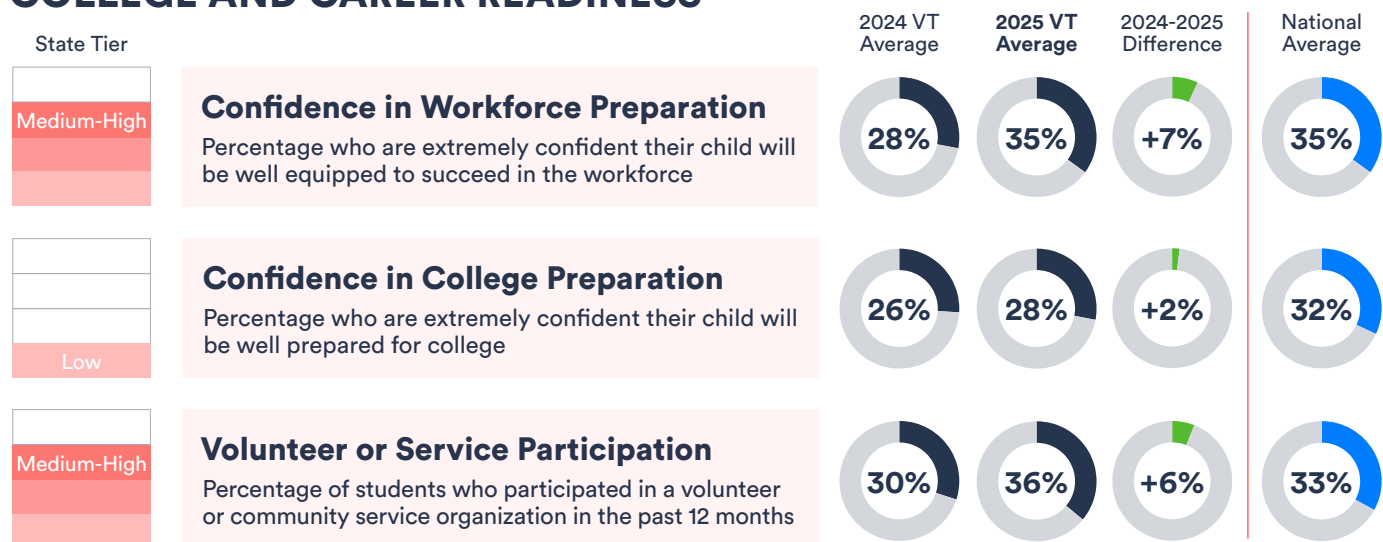 COLLEGE AND CAREER READINESS
State Tier
2024 VT
Average
2025 VT
Average
2024-2025
Difference
National
Average
Medium-High
Confidence in Workforce Preparation
Percentage who are extremely confident their child will
be well equipped to succeed in the workforce
28%
35%
+7%
35%
Low
Confidence in College Preparation
Percentage who are extremely confident their child will
be well prepared for college
26%
28%
+2%
32%
Medium-High
Volunteer or Service Participation
Percentage of students who participated in a volunteer
or community service organization in the past 12 months
30%
36%
+6%
33%